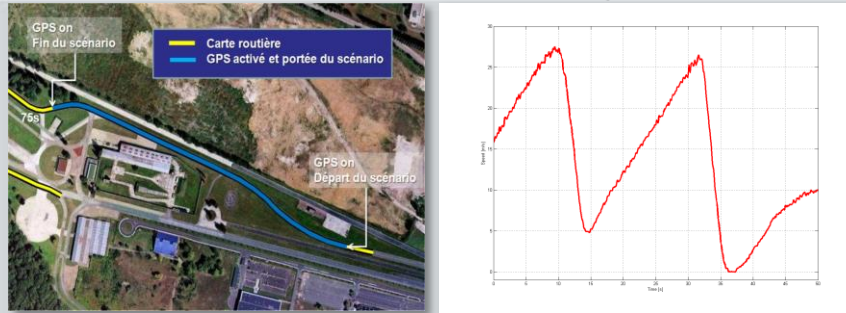 GPS on
Fin du scénario
Carte routière
GPS activé et portée du scénario
75s
GPS on
Départ du scénario
30
25
20
15
10
5
0
0
5
10
15
20
25
30
35
40
45
50
Time [s]